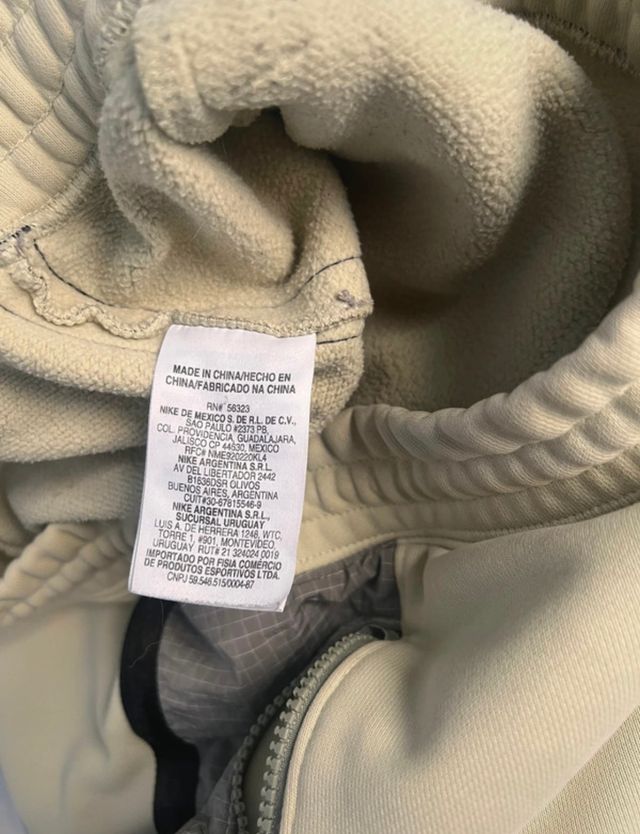 MADE IN CHINA/HECHO EN
CHINA/FABRICADO NA CHINA
RN# 56323
NIKE DE MEXICO S. DE R.L. DE C.V.,
SAO PAULO #2373 PB,
COL. PROVIDENCIA, GUADALAJARA,
JALISCO CP 44630, MEXICO
RFC# NME920220KL4
NIKE ARGENTINA S.R.L.
AV DEL LIBERTADOR 2442
B1636DSR OLIVOS
BUENOS AIRES, ARGENTINA
CUIT#30-67815546-9
NIKE ARGENTINA S.R.L.,
SUCURSAL URUGUAY
LUIS A. DE HERRERA 1248, WTC,
TORRE 1, #901, MONTEVIDEO,
URUGUAY RUT# 21 324024 0019
IMPORTADO POR FISIA COMÉRCIO
DE PRODUTOS ESPORTIVOS LTDA.
CNPJ 59.546.515/0004-87